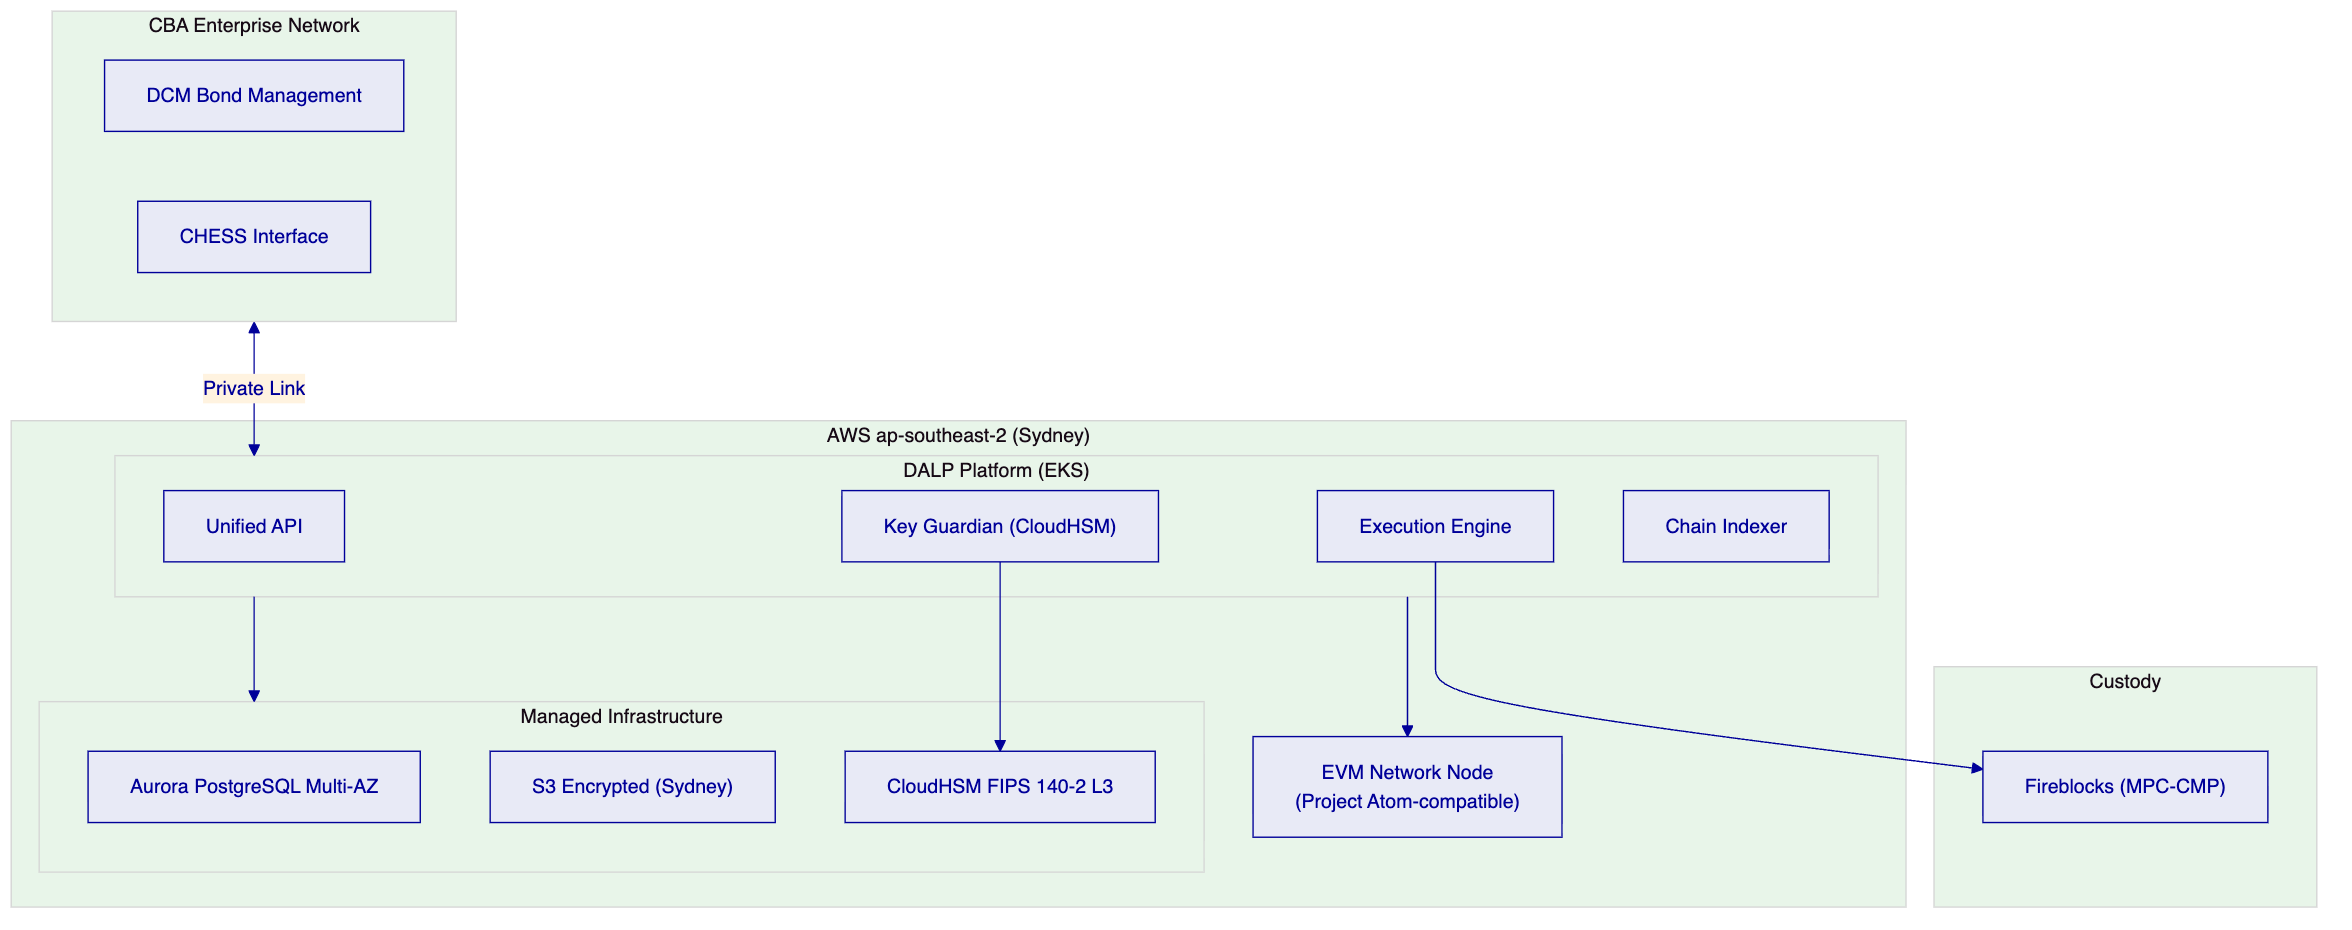 CBA Enterprise Network
DCM Bond Management
CHESS Interface
Private Link
AWS ap-southeast-2 (Sydney)
DALP Platform (EKS)
Unified API
Key Guardian (CloudHSM)
Execution Engine
Chain Indexer
Managed Infrastructure
Aurora PostgreSQL Multi-AZ
S3 Encrypted (Sydney)
CloudHSM FIPS 140-2 L3
EVM Network Node
(Project Atom-compatible)
Custody
Fireblocks (MPC-CMP)